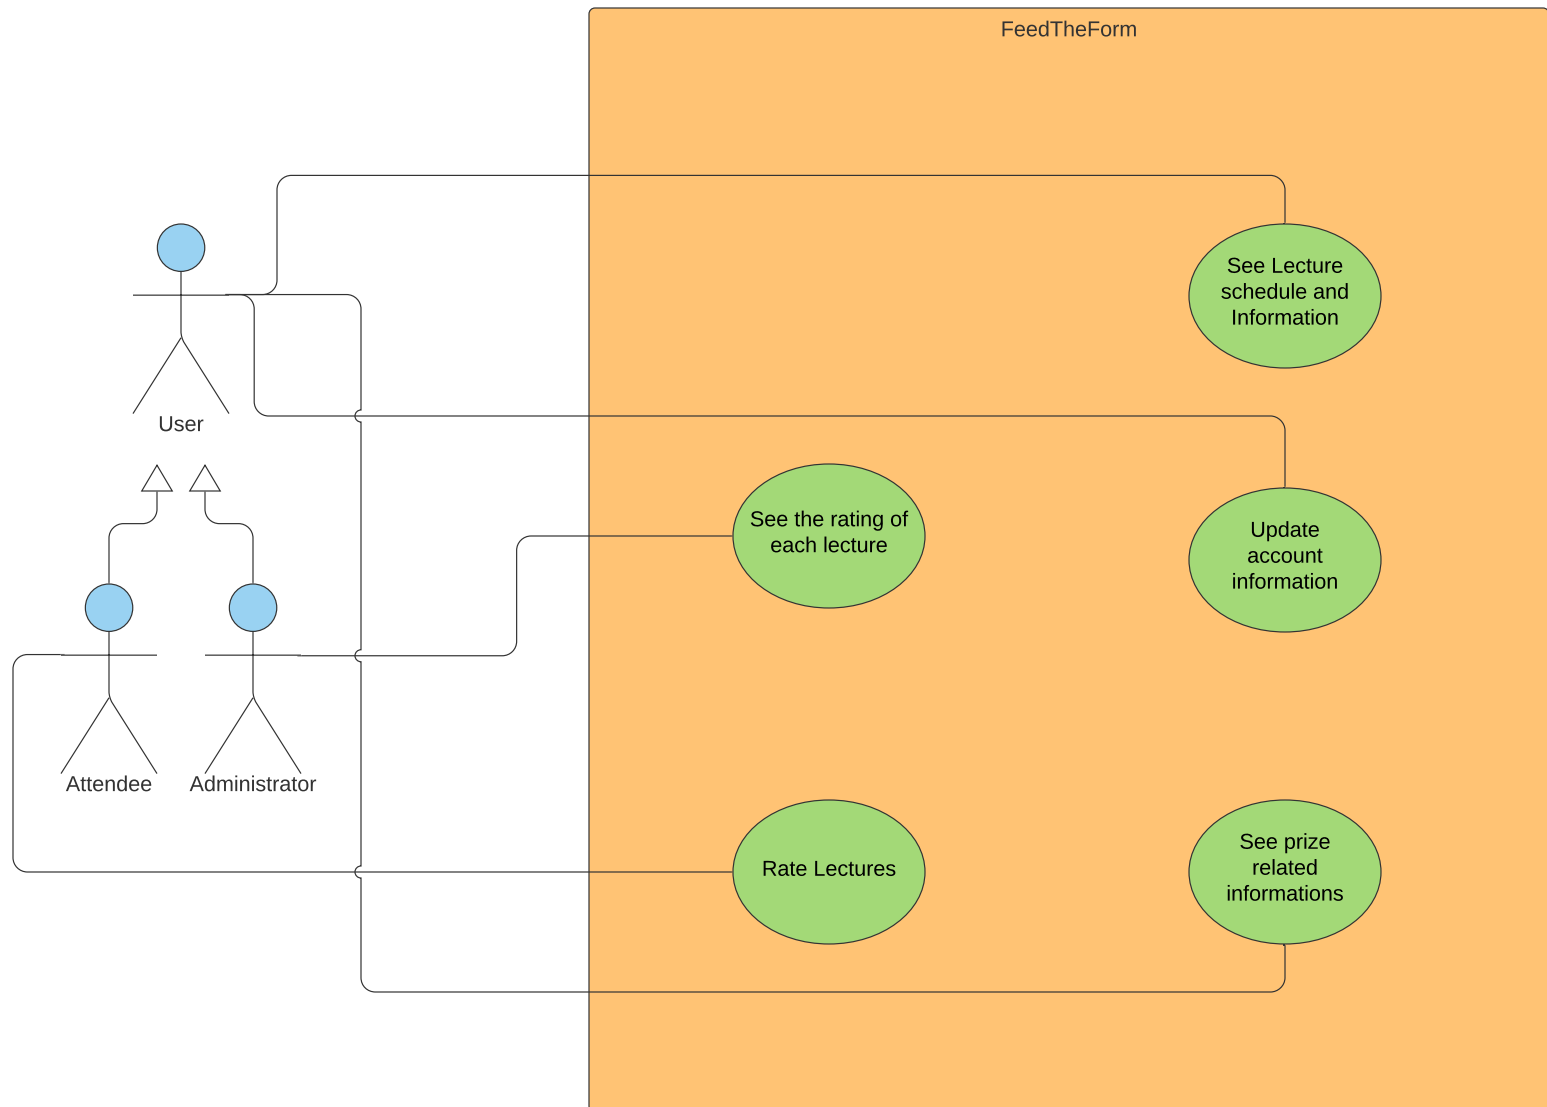 FeedTheForm
See Lecture
schedule and
Information
User
See the rating of
each lecture
Update
account
information
Attendee
Administrator
Rate Lectures
See prize
related
informations